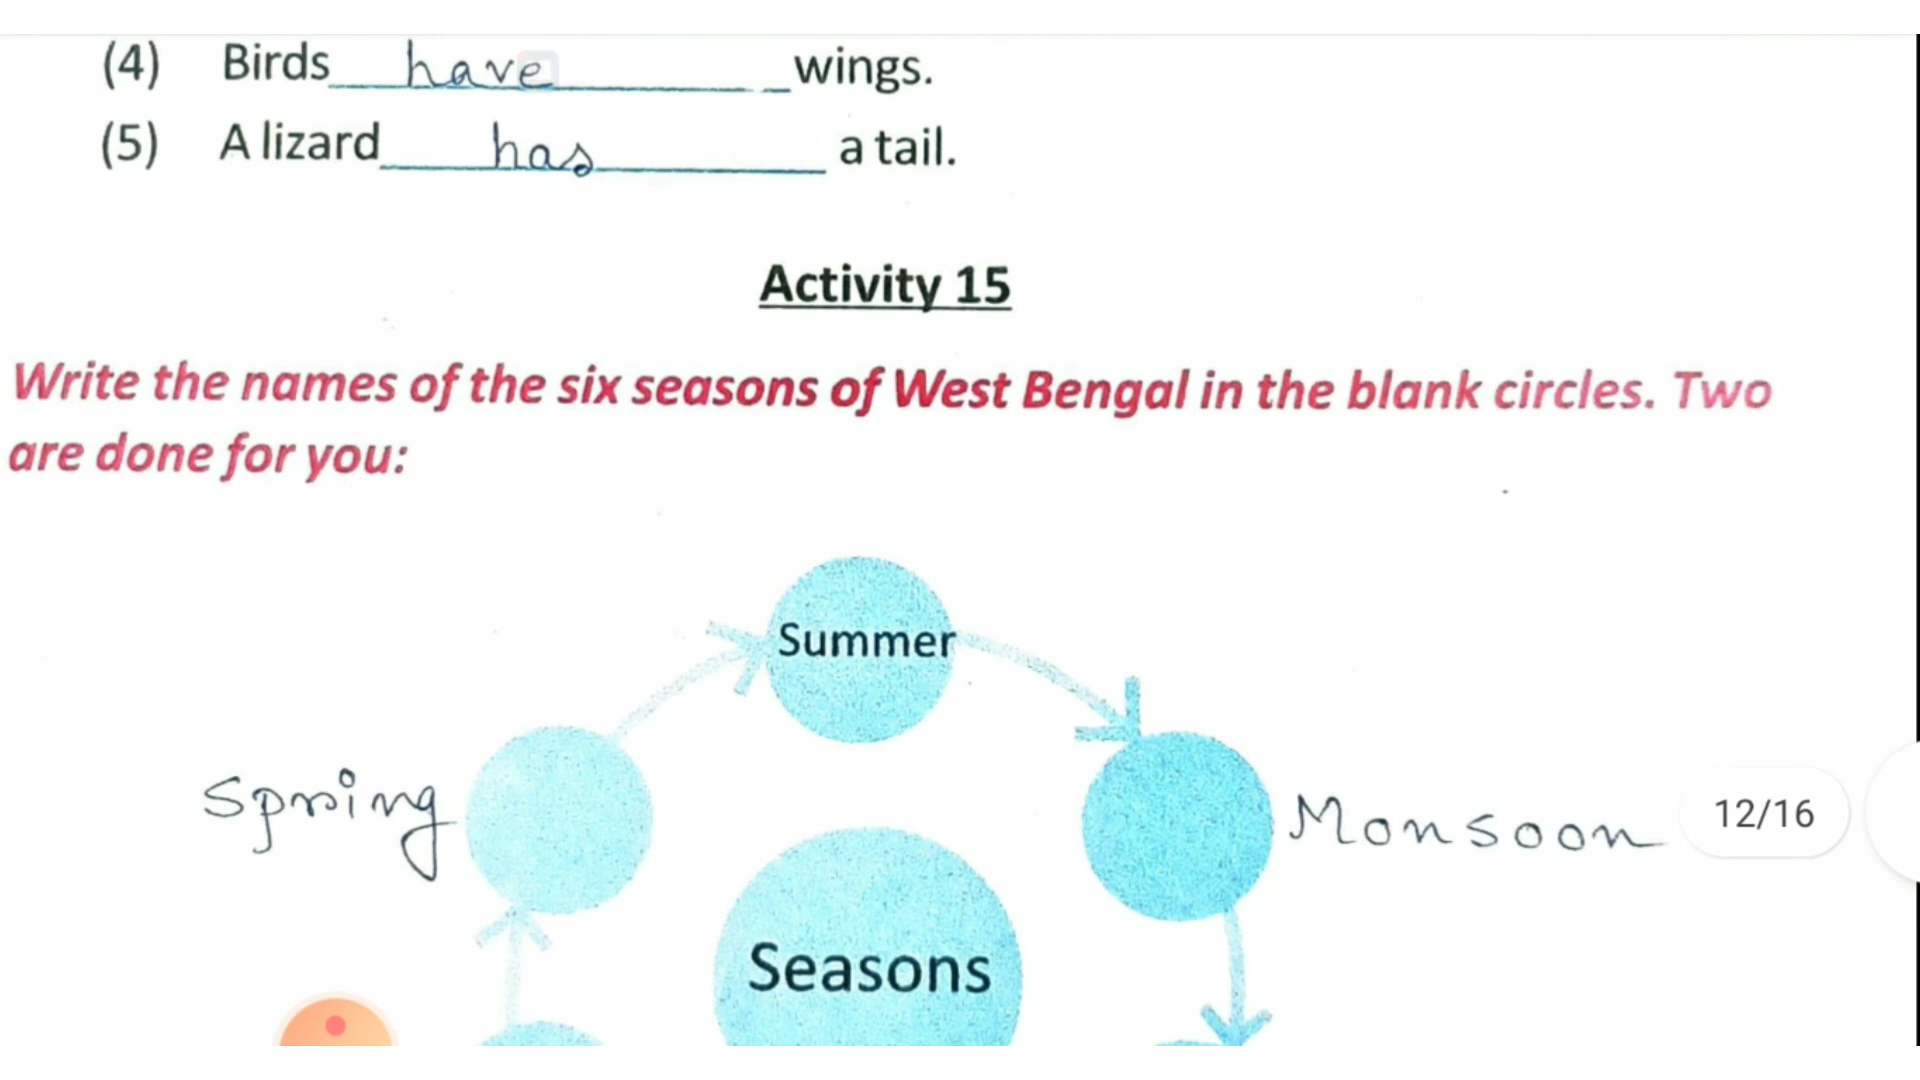 (4) Birds have wings.
(5) A lizard has a tail.
Activity 15
Write the names of the six seasons of West Bengal in the blank circles. Two
are done for you:
Summer
Spring
Monsoon
12/16
Seasons